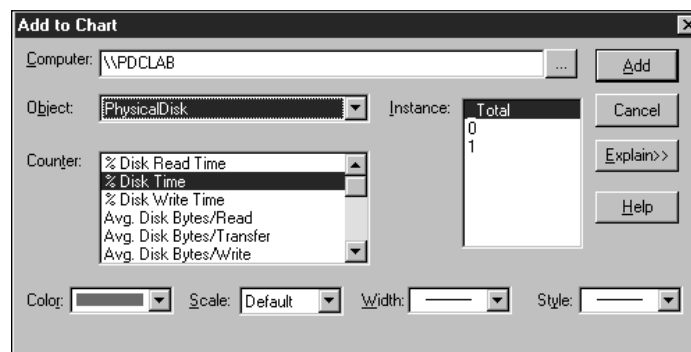 Add to Chart
Computer: \\PDCLAB ... Add
Object: PhysicalDisk Instance: _Total Cancel
0
1
Counter: % Disk Read Time Explain>>
% Disk Time
% Disk Write Time Help
Avg. Disk Bytes/Read
Avg. Disk Bytes/Transfer
Avg. Disk Bytes/Write
Color: Scale: Default Width: Style: